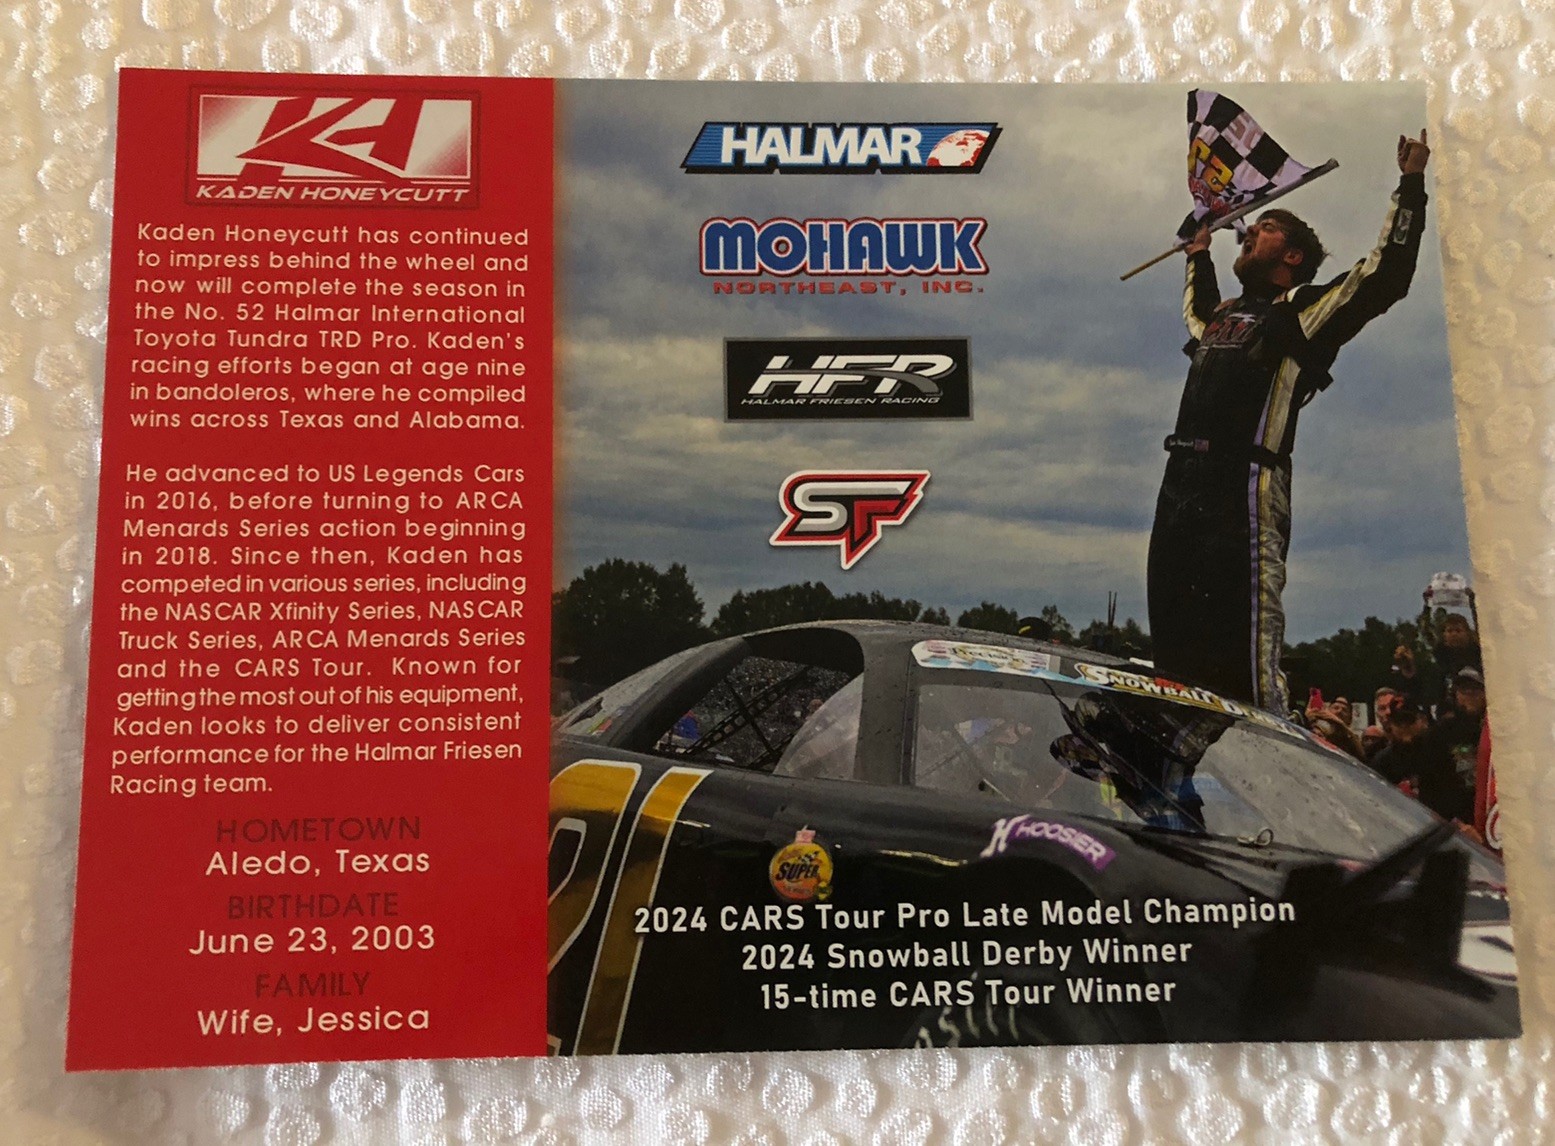 KH
KADEN HONEYCUTT
Kaden Honeycutt has continued
to impress behind the wheel and
now will complete the season in
the No. 52 Halmar International
Toyota Tundra TRD Pro. Kaden's
racing efforts began at age nine
in bandoleros, where he compiled
wins across Texas and Alabama.
He advanced to US Legends Cars
in 2016, before turning to ARCA
Menards Series action beginning
in 2018. Since then, Kaden has
competed in various series, including
the NASCAR Xfinity Series, NASCAR
Truck Series, ARCA Menards Series
and the CARS Tour. Known for
getting the most out of his equipment,
Kaden looks to deliver consistent
performance for the Halmar Friesen
Racing team.
HOMETOWN
Aledo, Texas
BIRTHDATE
June 23, 2003
FAMILY
Wife, Jessica
HALMAR
MOHAWK
NORTHEAST, INC.
HFR
HALMAR FRIESEN RACING
SF
SNOWBALL DERBY
HOOSIER
SUPER
2024 CARS Tour Pro Late Model Champion
2024 Snowball Derby Winner
15-time CARS Tour Winner